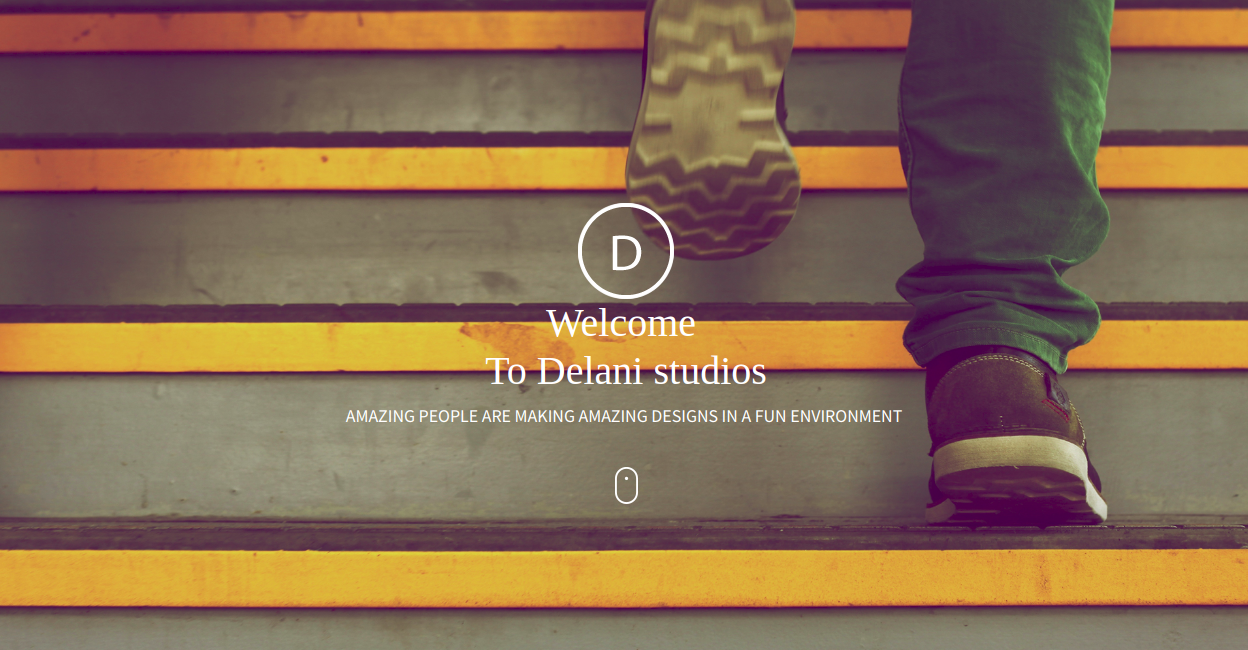 D
Welcome
To Delani studios
AMAZING PEOPLE ARE MAKING AMAZING DESIGNS IN A FUN ENVIRONMENT